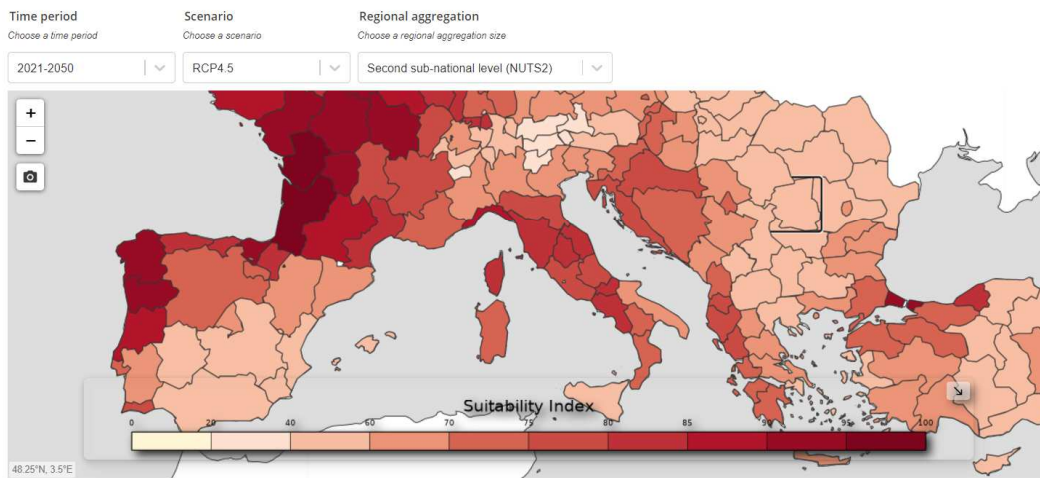 Time period
Scenario
Regional aggregation
Choose a time period
Choose a scenario
Choose a regional aggregation size
2021-2050
RCP4.5
Second sub-national level (NUTS2)
+
−
Suitability Index
0 20 40 60 70 75 80 85 90 95 100
48.25°N, 3.5°E